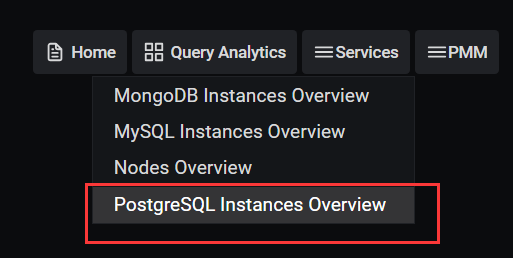 Home Query Analytics Services PMM
MongoDB Instances Overview
MySQL Instances Overview
Nodes Overview
PostgreSQL Instances Overview